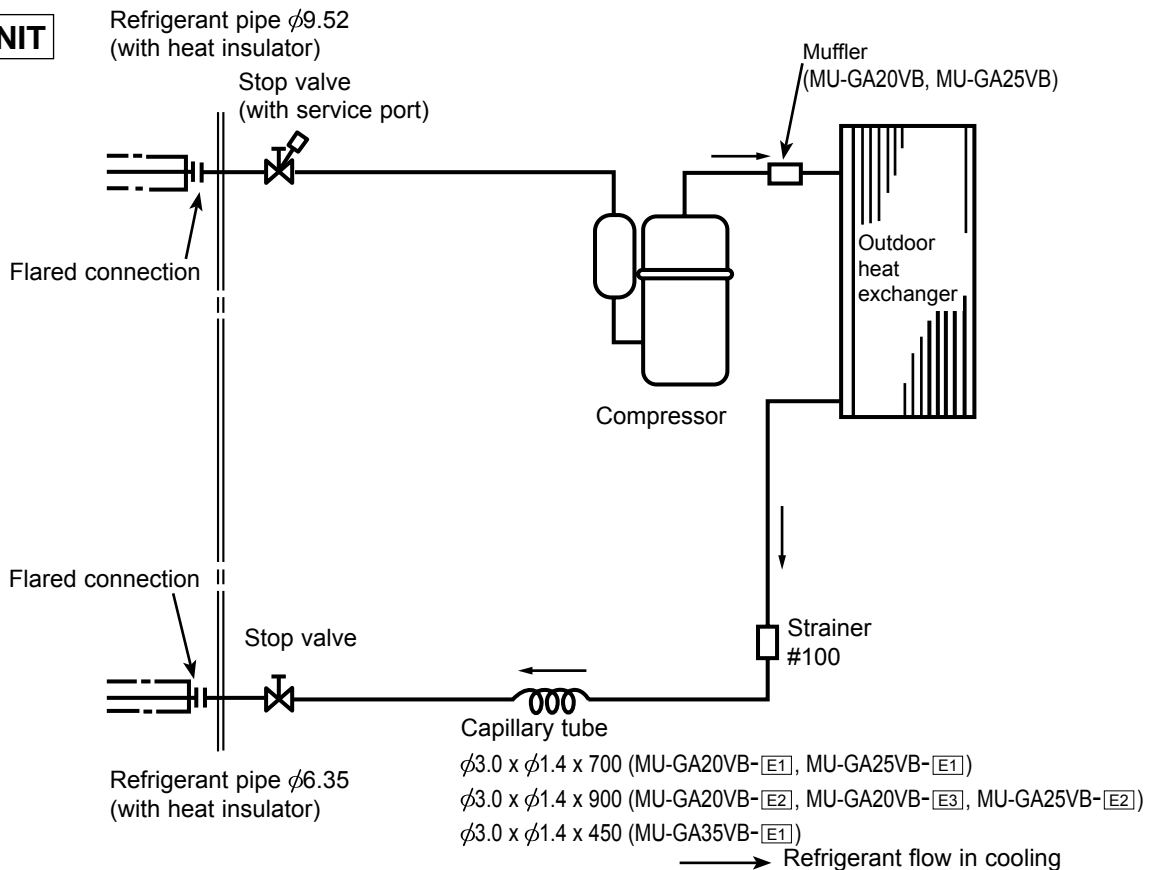 NIT
Refrigerant pipe ϕ9.52
(with heat insulator)
Stop valve
(with service port)
Muffler
(MU-GA20VB, MU-GA25VB)
Flared connection
Outdoor
heat
exchanger
Compressor
Flared connection
Stop valve
Strainer
#100
Capillary tube
ϕ3.0 x ϕ1.4 x 700 (MU-GA20VB- E1, MU-GA25VB- E1)
ϕ3.0 x ϕ1.4 x 900 (MU-GA20VB- E2, MU-GA20VB- E3, MU-GA25VB- E2)
ϕ3.0 x ϕ1.4 x 450 (MU-GA35VB- E1)
Refrigerant pipe ϕ6.35
(with heat insulator)
Refrigerant flow in cooling